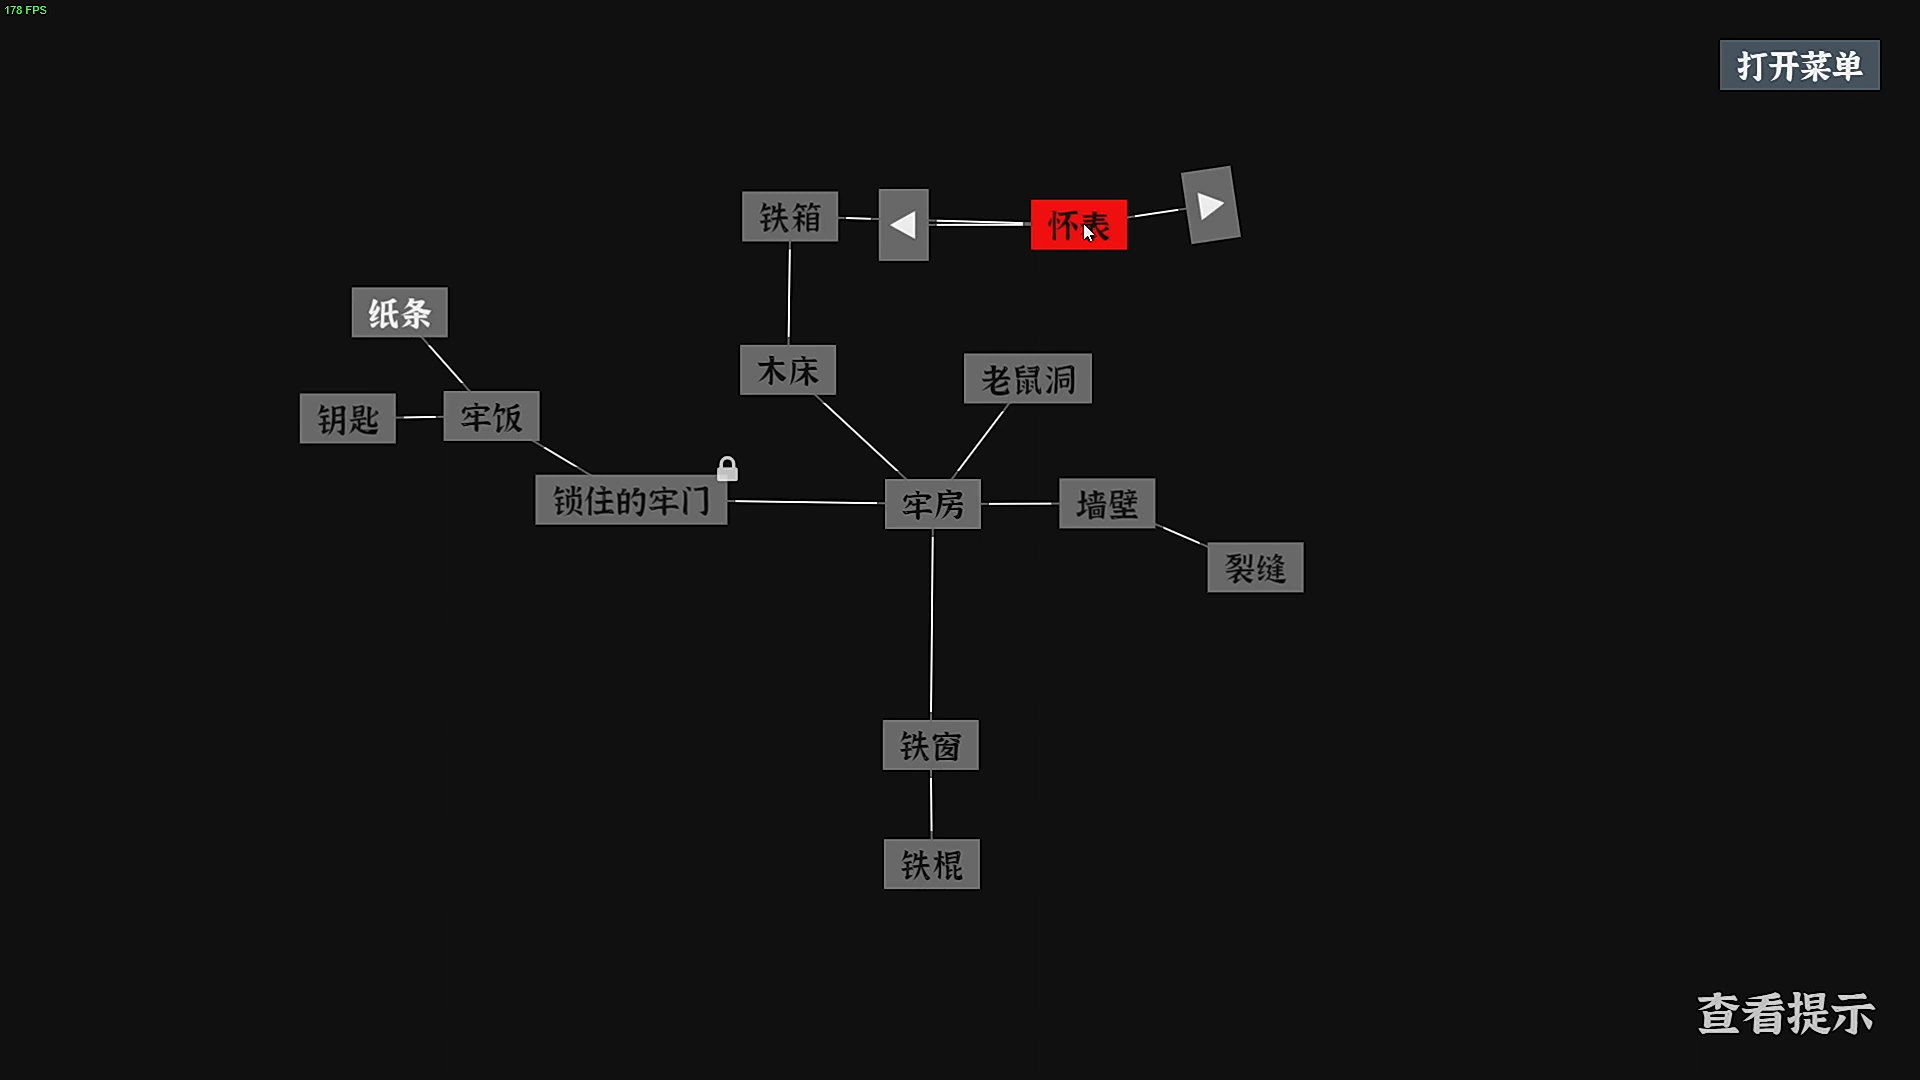 178 FPS
打开菜单
铁箱
怀表
纸条
木床
老鼠洞
钥匙
牢饭
锁住的牢门
牢房
墙壁
裂缝
铁窗
铁棍
查看提示